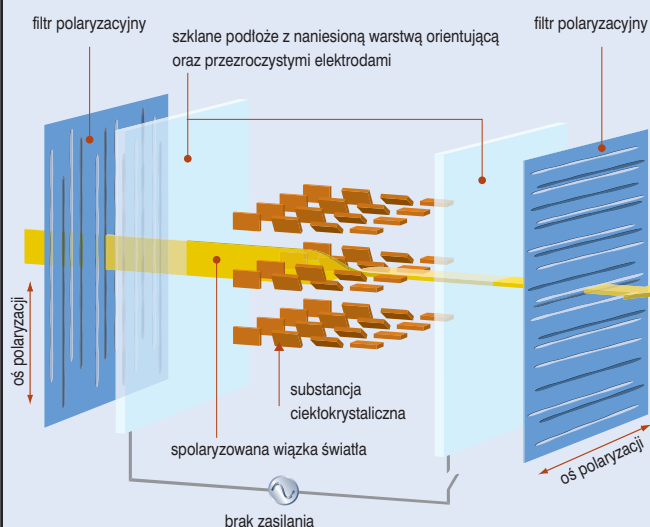 filtr polaryzacyjny
szklane podłoże z naniesioną warstwą orientującą
oraz przezroczystymi elektrodami
filtr polaryzacyjny
oś polaryzacji
substancja
ciekłokrystaliczna
spolaryzowana wiązka światła
oś polaryzacji
brak zasilania